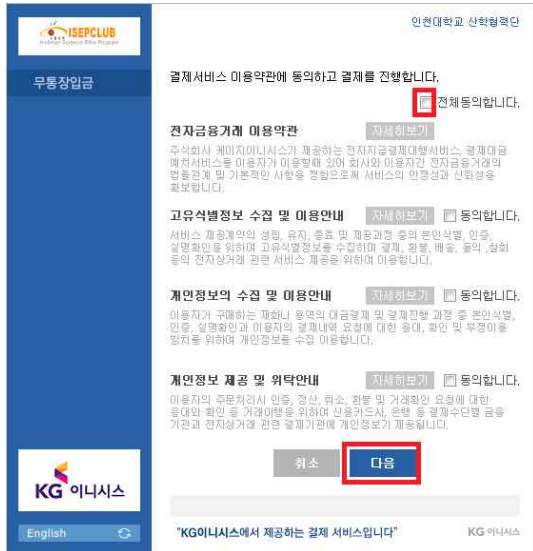 ISEPCLUB
인천대학교 산학협력단
무통장입금
결제서비스 이용약관에 동의하고 결제를 진행합니다.
전체동의합니다.
전자금융거래 이용약관 자세히보기
주식회사 케이지이니시스가 제공하는 전자지급결제대행서비스, 결제대금
예치서비스를 이용자가 이용함에 있어 회사와 이용자간 전자금융거래의
법률관계 및 기본적인 사항을 정함으로써 서비스의 안정성과 신뢰성을
확보합니다.
고유식별정보 수집 및 이용안내 자세히보기 동의합니다.
서비스 제공계약의 성립, 유지, 종료 및 제공과정 중의 본인식별, 인증,
실명확인을 위하여 고유식별정보를 수집하며 결제, 환불, 배송, 문의 ,철회
등의 전자상거래 관련 서비스 제공을 위하여 이용합니다.
개인정보의 수집 및 이용안내 자세히보기 동의합니다.
이용자가 구매하는 재화나 용역의 대금결제 및 결제진행 과정 중 본인식별,
인증, 실명확인과 이용자의 결제내역 요청에 대한 응대, 확인 및 부정이용
방지를 위하여 개인정보를 수집 이용합니다.
개인정보 제공 및 위탁안내 자세히보기 동의합니다.
이용자의 주문처리시 인증, 정산, 취소, 환불 및 거래확인 요청에 대한
응대와 확인 등 거래이행을 위하여 신용카드사, 은행 등 결제수단별 금융
기관과 전자상거래 관련 결제기관에 개인정보가 제공됩니다.
취소 다음
KG 이니시스
English
"KG이니시스에서 제공하는 결제 서비스입니다"
KG 이니시스